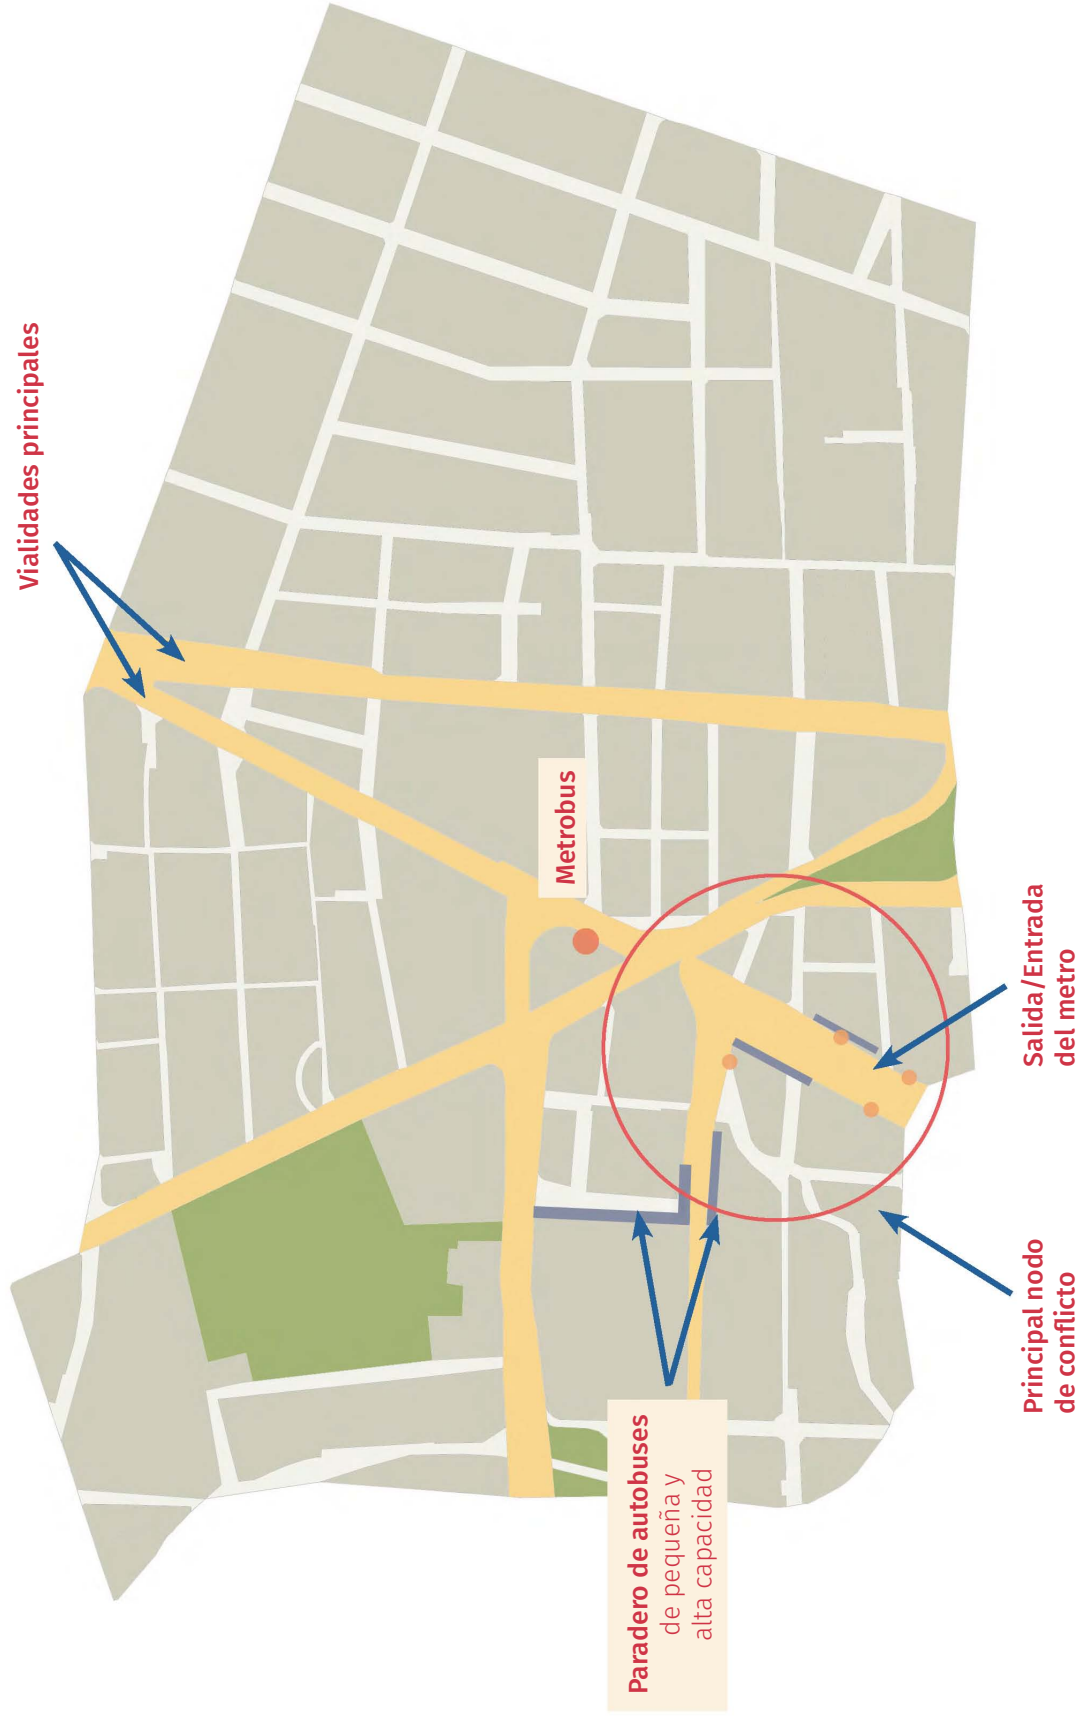 Vialidades principales
Metrobus
Paradero de autobuses
de pequeña y
alta capacidad
Salida/Entrada
del metro
Principal nodo
de conflicto